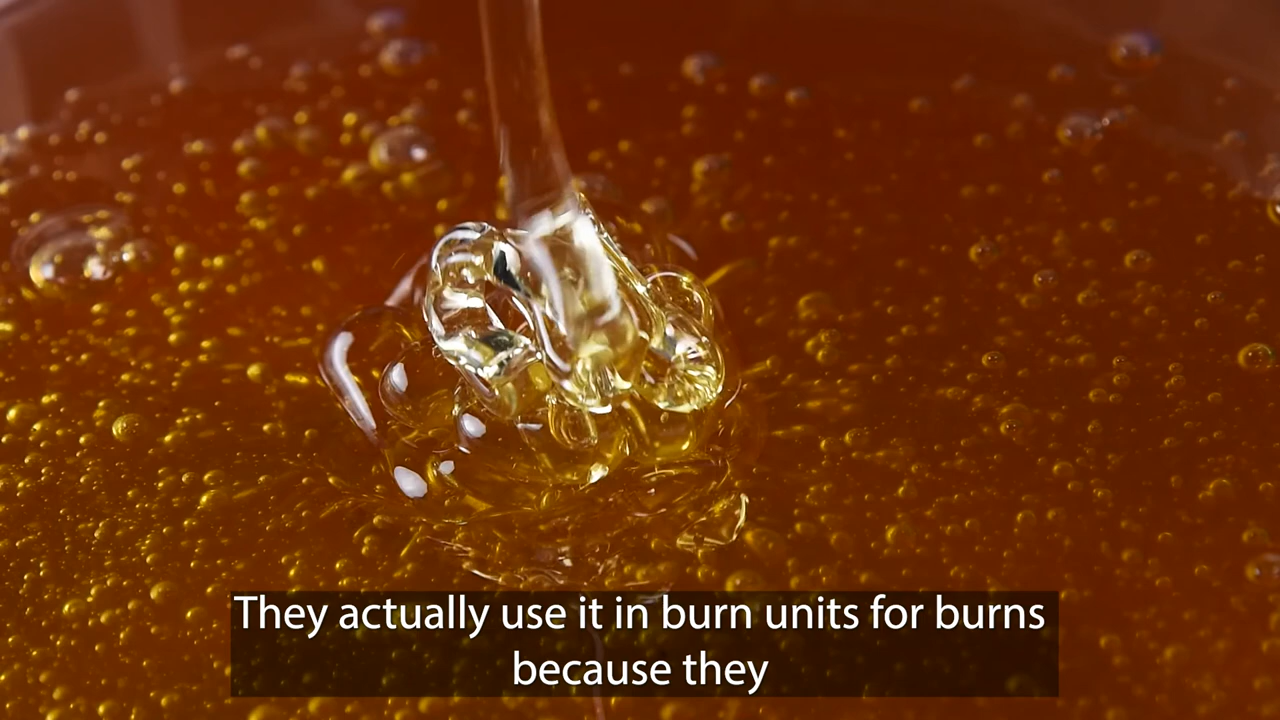 They actually use it in burn units for burns
because they